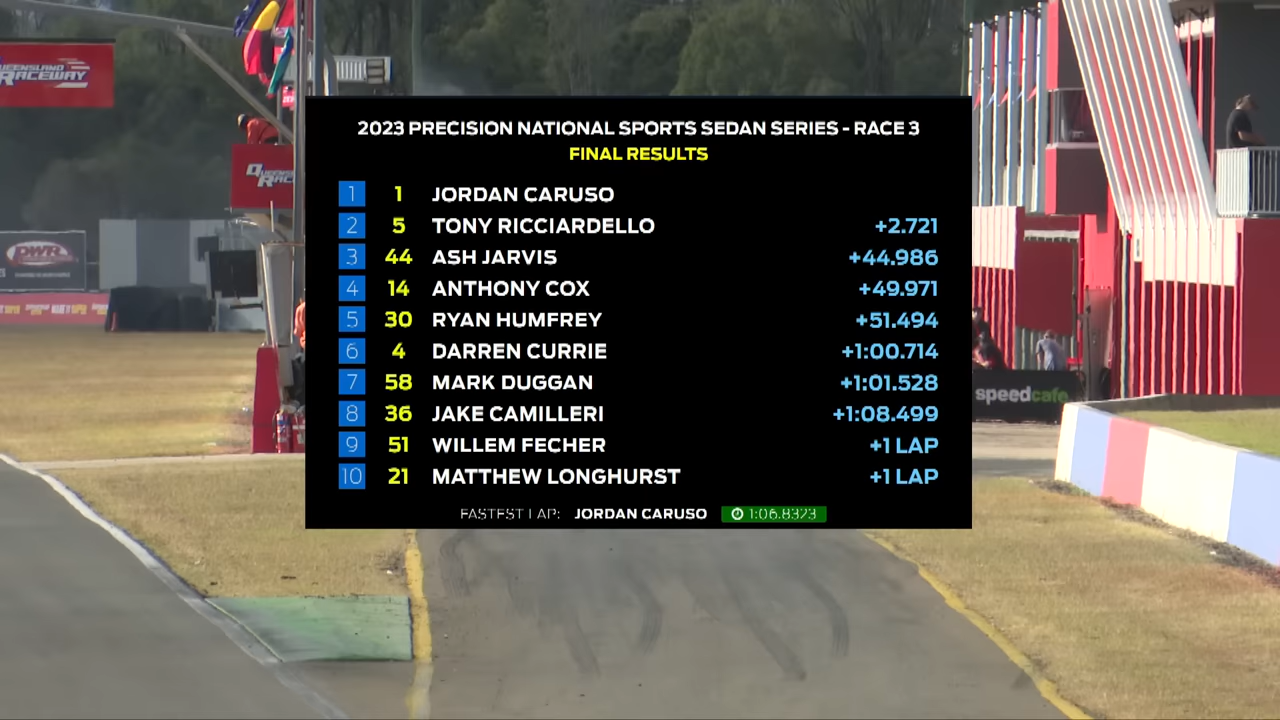 QUEENSLAND
RACEWAY
2023 PRECISION NATIONAL SPORTS SEDAN SERIES - RACE 3
FINAL RESULTS
1 1 JORDAN CARUSO
2 5 TONY RICCIARDELLO +2.721
3 44 ASH JARVIS +44.986
4 14 ANTHONY COX +49.971
5 30 RYAN HUMFREY +51.494
6 4 DARREN CURRIE +1:00.714
7 58 MARK DUGGAN +1:01.528
8 36 JAKE CAMILLERI +1:08.499
9 51 WILLEM FECHER +1 LAP
10 21 MATTHEW LONGHURST +1 LAP
FASTEST LAP: JORDAN CARUSO 1:06.8323
PWR
speedcafe